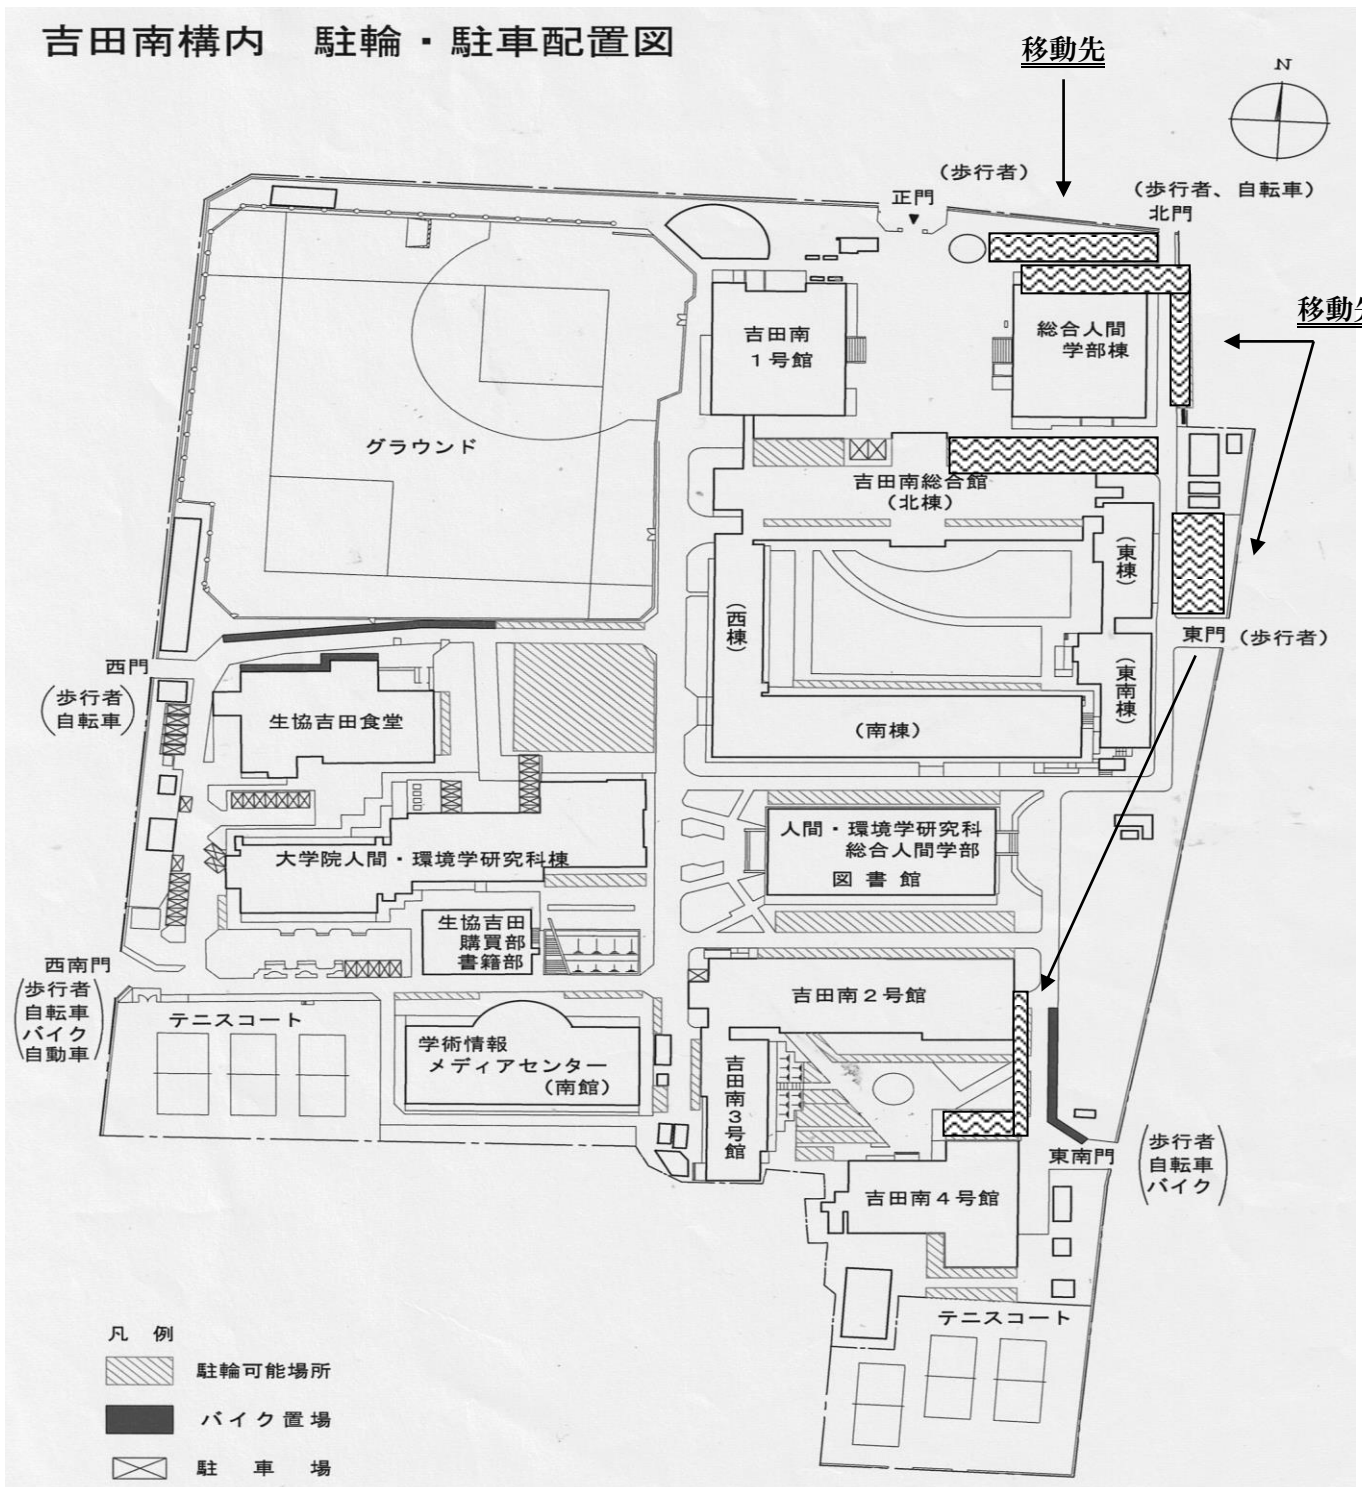 吉田南構内　駐輪・駐車配置図
移動先
N
(歩行者)
正門
(歩行者、自転車)
北門
移動先
吉田南
1号館
総合人間
学部棟
グラウンド
吉田南総合館
(北棟)
(東棟)
(西棟)
東門 (歩行者)
西門
(歩行者
自転車)
生協吉田食堂
(東南棟)
(南棟)
人間・環境学研究科
総合人間学部
図書館
大学院人間・環境学研究科棟
生協吉田
購買部
書籍部
西南門
(歩行者
自転車
バイク
自動車)
テニスコート
吉田南2号館
学術情報
メディアセンター
(南館)
吉田南3号館
東南門
(歩行者
自転車
バイク)
吉田南4号館
テニスコート
凡　例
駐輪可能場所
バイク置場
駐　車　場